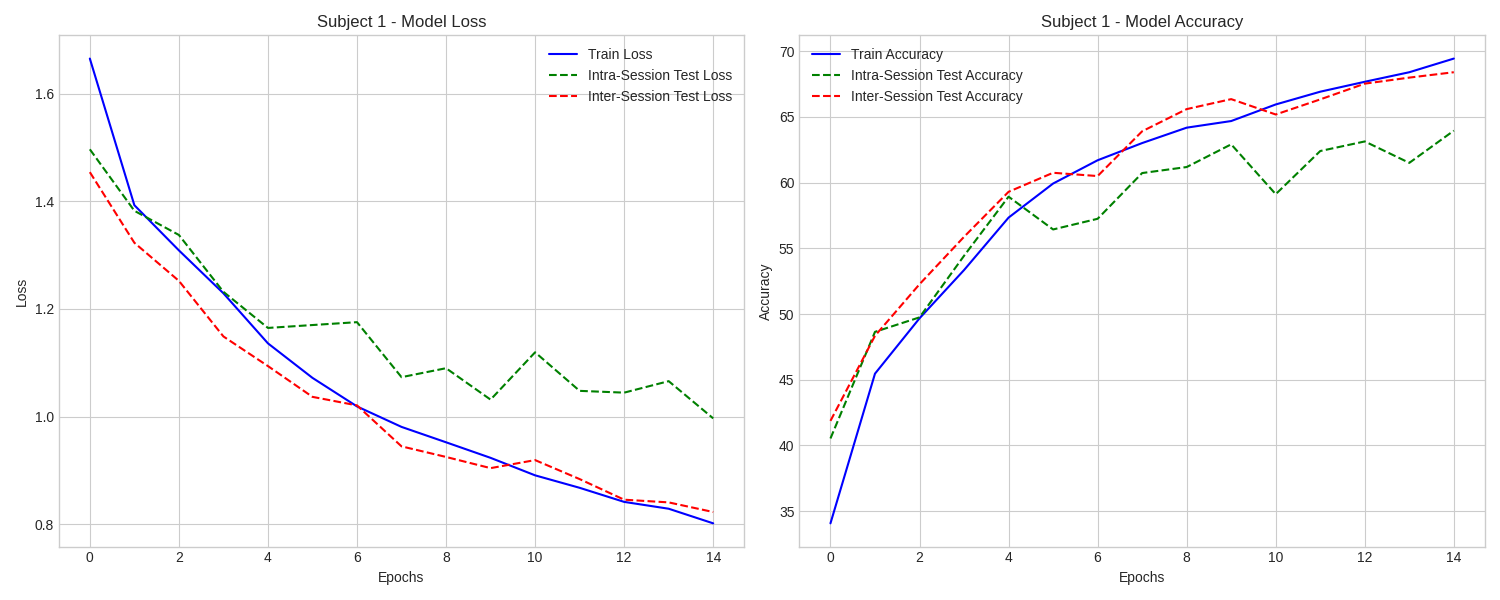 Subject 1 - Model Loss
Train Loss
Intra-Session Test Loss
Inter-Session Test Loss
1.6
1.4
1.2
1.0
0.8
Loss
0 2 4 6 8 10 12 14
Epochs
Subject 1 - Model Accuracy
Train Accuracy
Intra-Session Test Accuracy
Inter-Session Test Accuracy
70
65
60
55
50
45
40
35
Accuracy
0 2 4 6 8 10 12 14
Epochs